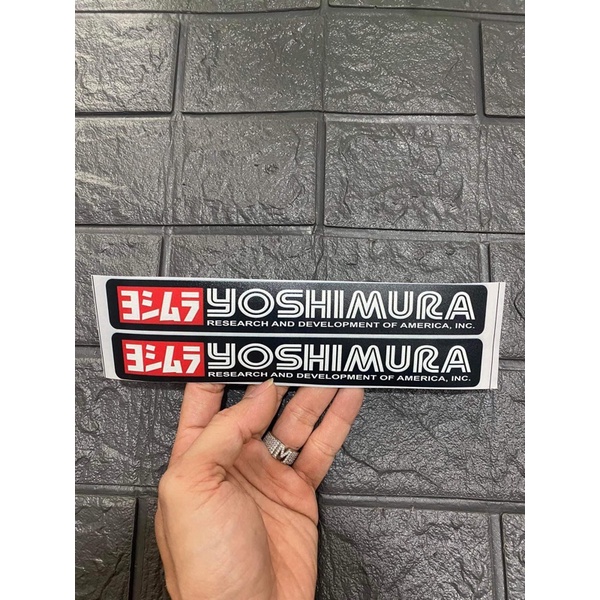 ヨシムラ YOSHIMURA
RESEARCH AND DEVELOPMENT OF AMERICA, INC.
ヨシムラ YOSHIMURA
RESEARCH AND DEVELOPMENT OF AMERICA, INC.
M